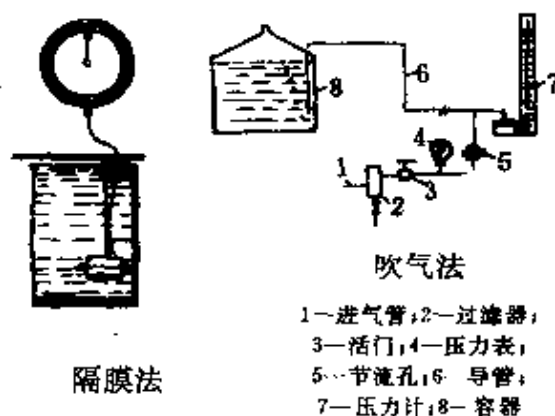 8
6
7
4
5
1
3
2
吹气法
1—进气管;2—过滤器;
3—活门;4—压力表;
5—节流孔;6 导管;
7—压力计;8—容器
隔膜法